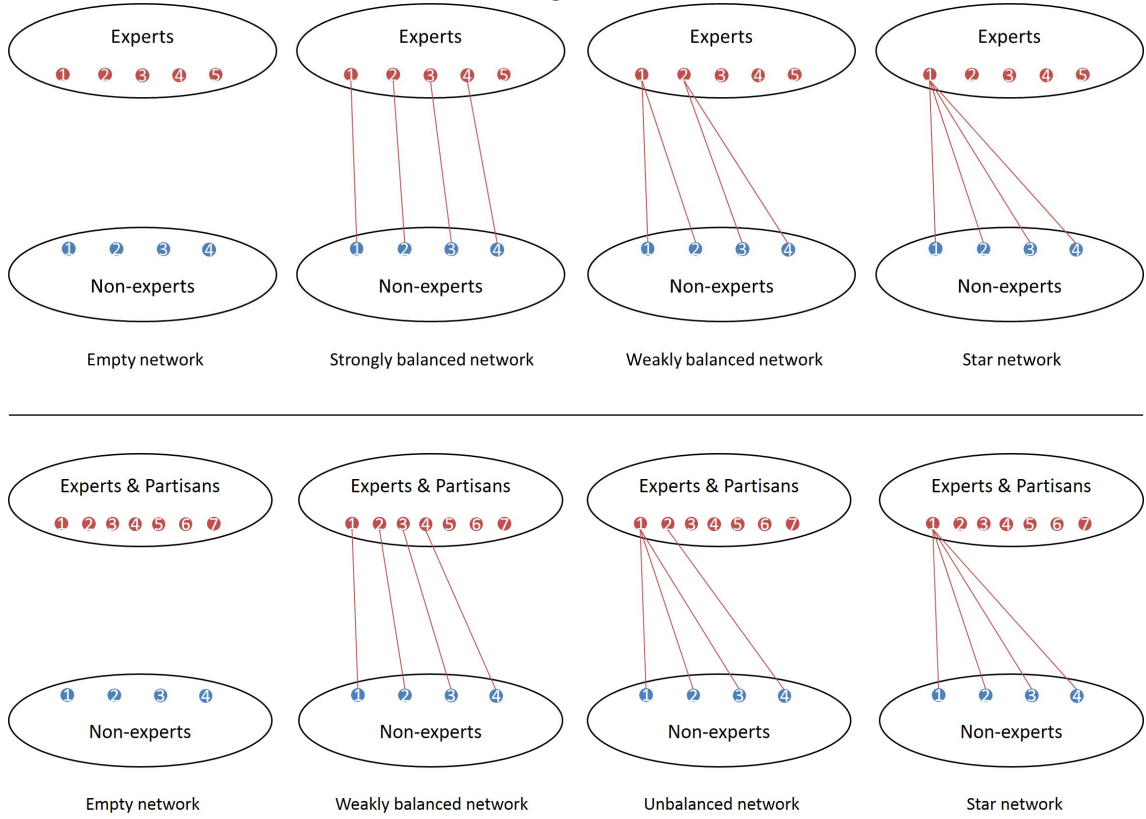 Experts Experts Experts Experts
1 2 3 4 5 1 2 3 4 5 1 2 3 4 5 1 2 3 4 5
1 2 3 4 1 2 3 4 1 2 3 4 1 2 3 4
Non-experts Non-experts Non-experts Non-experts
Empty network Strongly balanced network Weakly balanced network Star network
Experts & Partisans Experts & Partisans Experts & Partisans Experts & Partisans
1 2 3 4 5 6 7 1 2 3 4 5 6 7 1 2 3 4 5 6 7 1 2 3 4 5 6 7
1 2 3 4 1 2 3 4 1 2 3 4 1 2 3 4
Non-experts Non-experts Non-experts Non-experts
Empty network Weakly balanced network Unbalanced network Star network